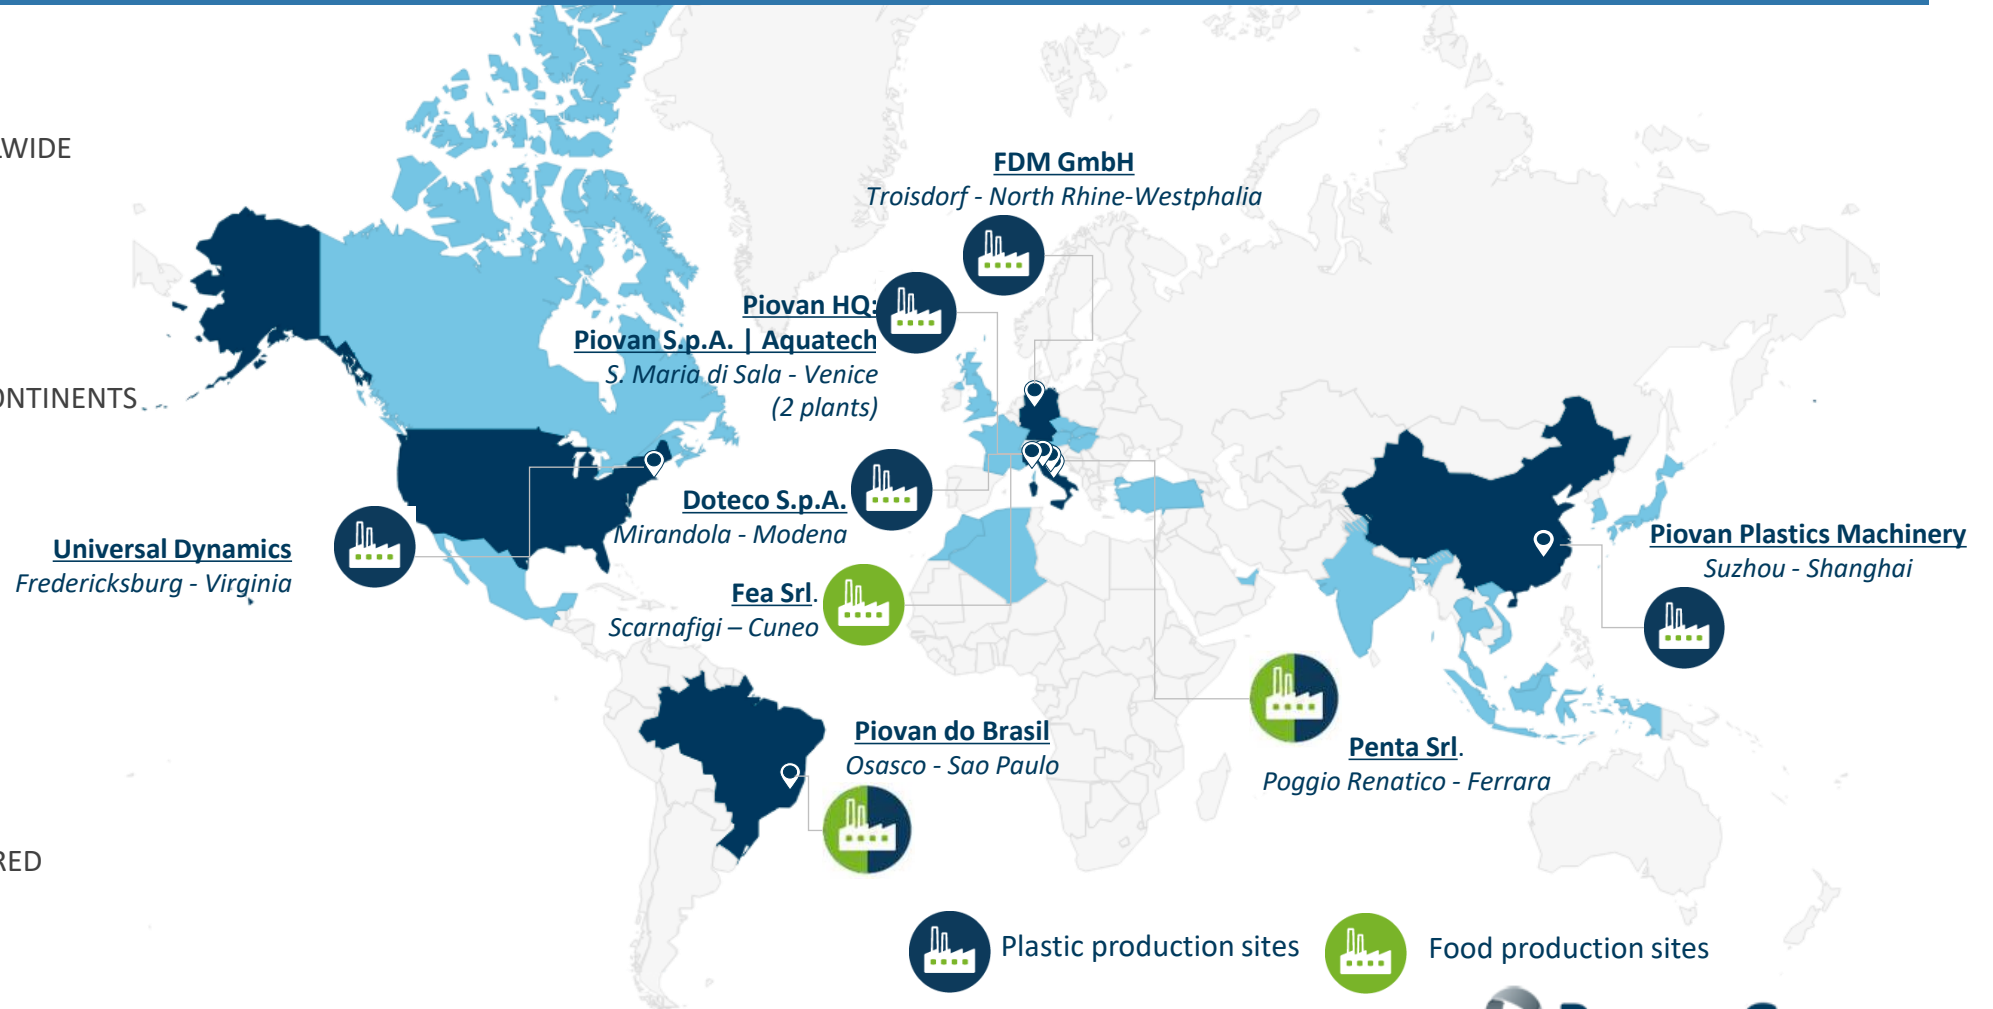 FDM GmbH
Troisdorf - North Rhine-Westphalia
Piovan HQ:
Piovan S.p.A. | Aquatech
S. Maria di Sala - Venice
(2 plants)
ONTINENTS
Doteco S.p.A.
Mirandola - Modena
Universal Dynamics
Fredericksburg - Virginia
Fea Srl.
Scarnafigi – Cuneo
Piovan Plastics Machinery
Suzhou - Shanghai
Piovan do Brasil
Osasco - Sao Paulo
Penta Srl.
Poggio Renatico - Ferrara
RED
Plastic production sites
Food production sites
WIDE